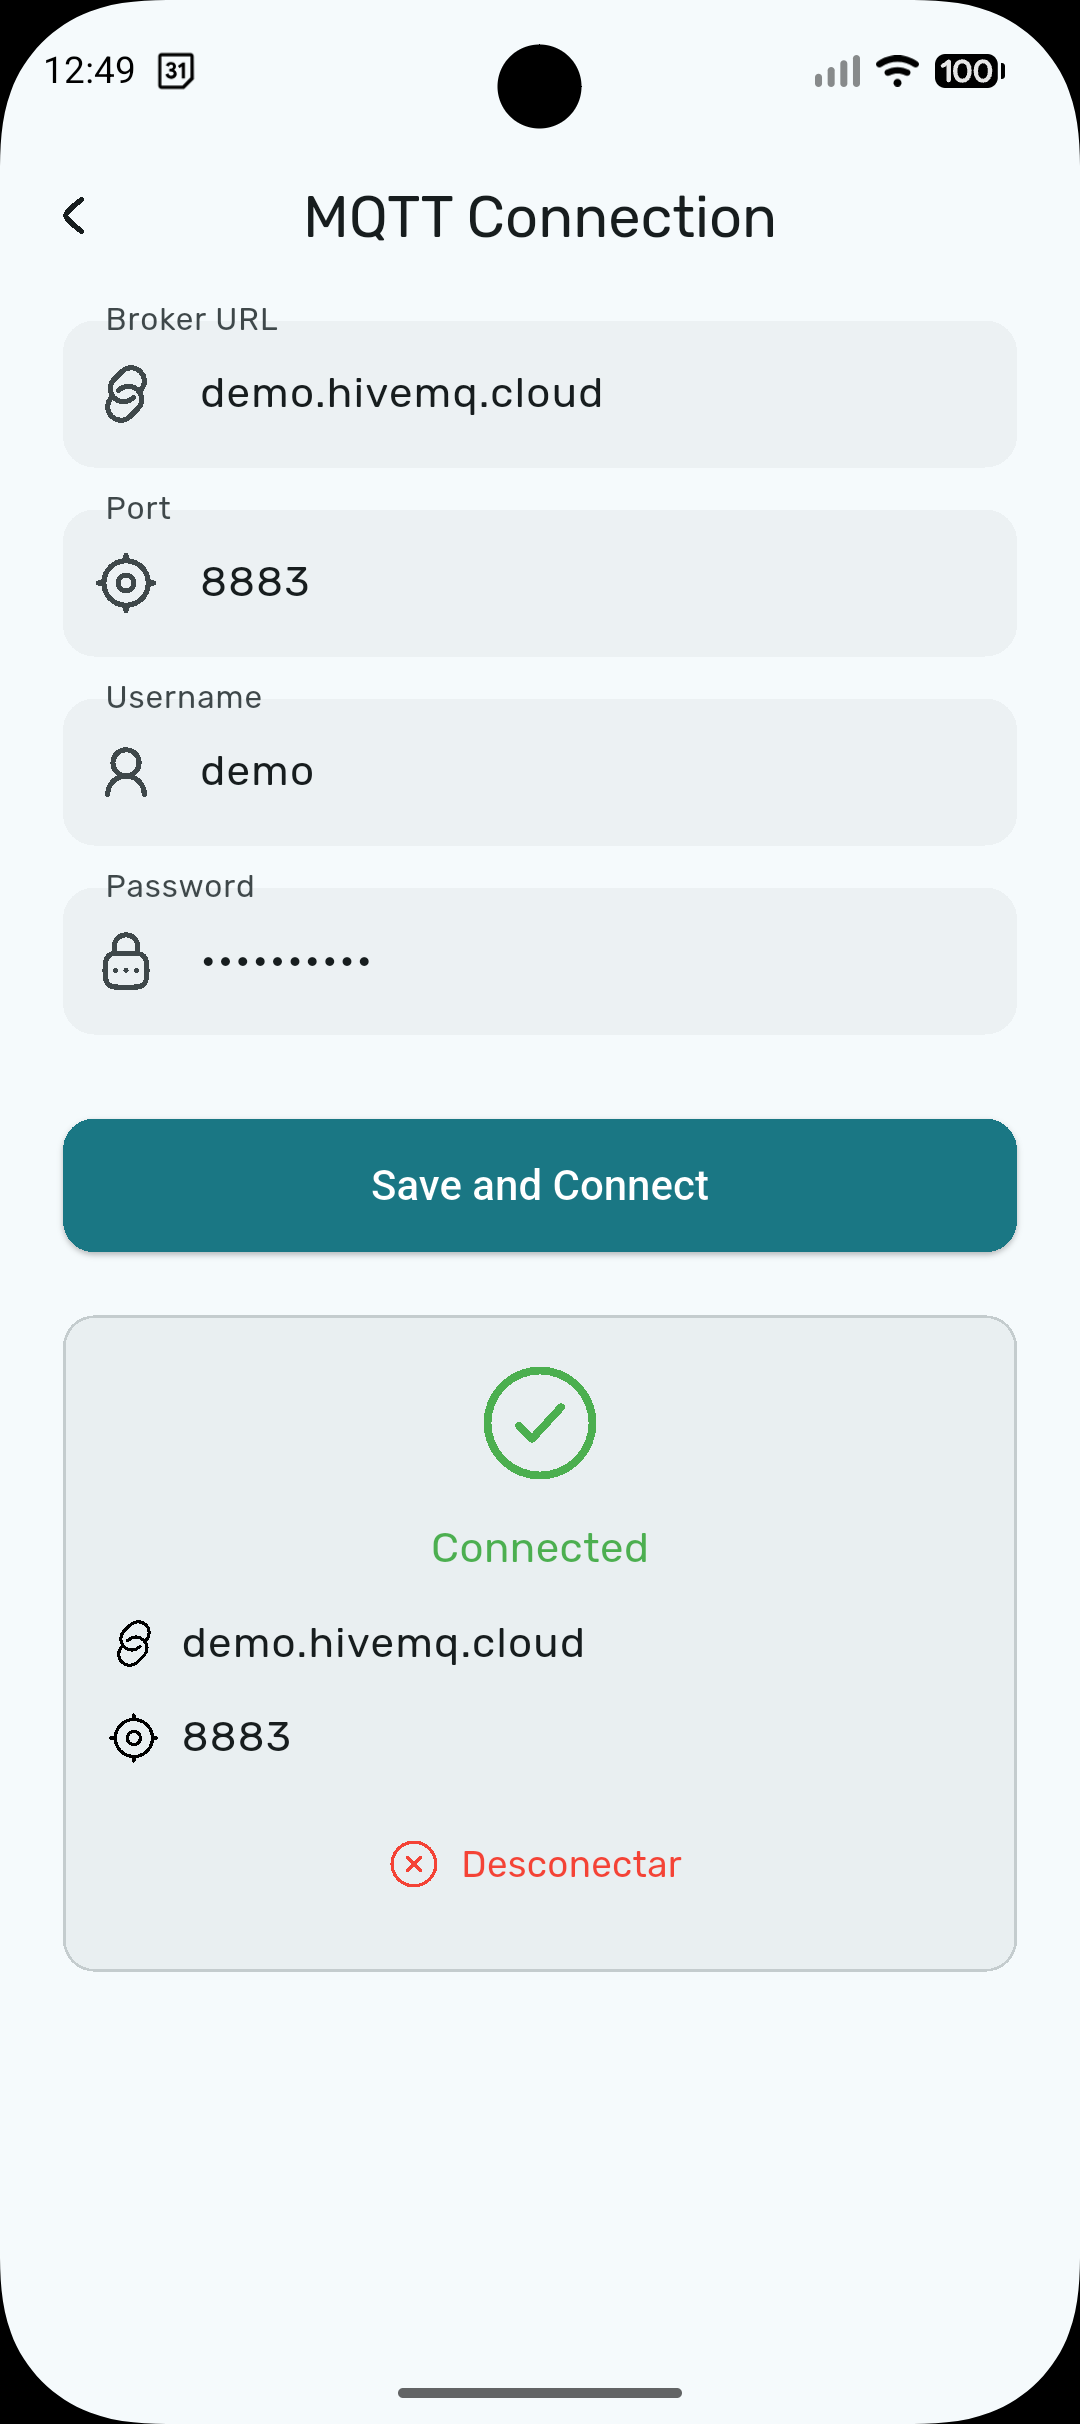 12:49 31 100
MQTT Connection
Broker URL
demo.hivemq.cloud
Port
8883
Username
demo
Password
••••••••••
Save and Connect
Connected
demo.hivemq.cloud
8883
Desconectar